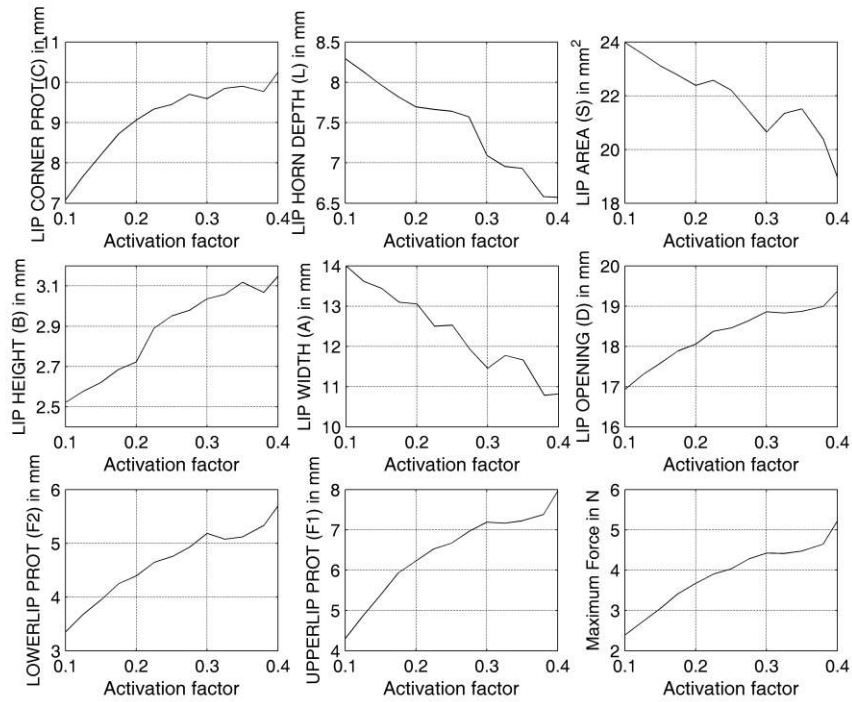 LIP CORNER PROT(C) in mm
11
10
9
8
7
0.1 0.2 0.3 0.4
Activation factor
LIP HORN DEPTH (L) in mm
8.5
8
7.5
7
6.5
0.1 0.2 0.3 0.4
Activation factor
LIP AREA (S) in mm²
24
22
20
18
0.1 0.2 0.3 0.4
Activation factor
LIP HEIGHT (B) in mm
3.1
2.9
2.7
2.5
0.1 0.2 0.3 0.4
Activation factor
LIP WIDTH (A) in mm
14
13
12
11
10
0.1 0.2 0.3 0.4
Activation factor
LIP OPENING (D) in mm
20
19
18
17
16
0.1 0.2 0.3 0.4
Activation factor
LOWERLIP PROT (F2) in mm
6
5
4
3
0.1 0.2 0.3 0.4
Activation factor
UPPERLIP PROT (F1) in mm
8
7
6
5
4
0.1 0.2 0.3 0.4
Activation factor
Maximum Force in N
6
5
4
3
2
0.1 0.2 0.3 0.4
Activation factor